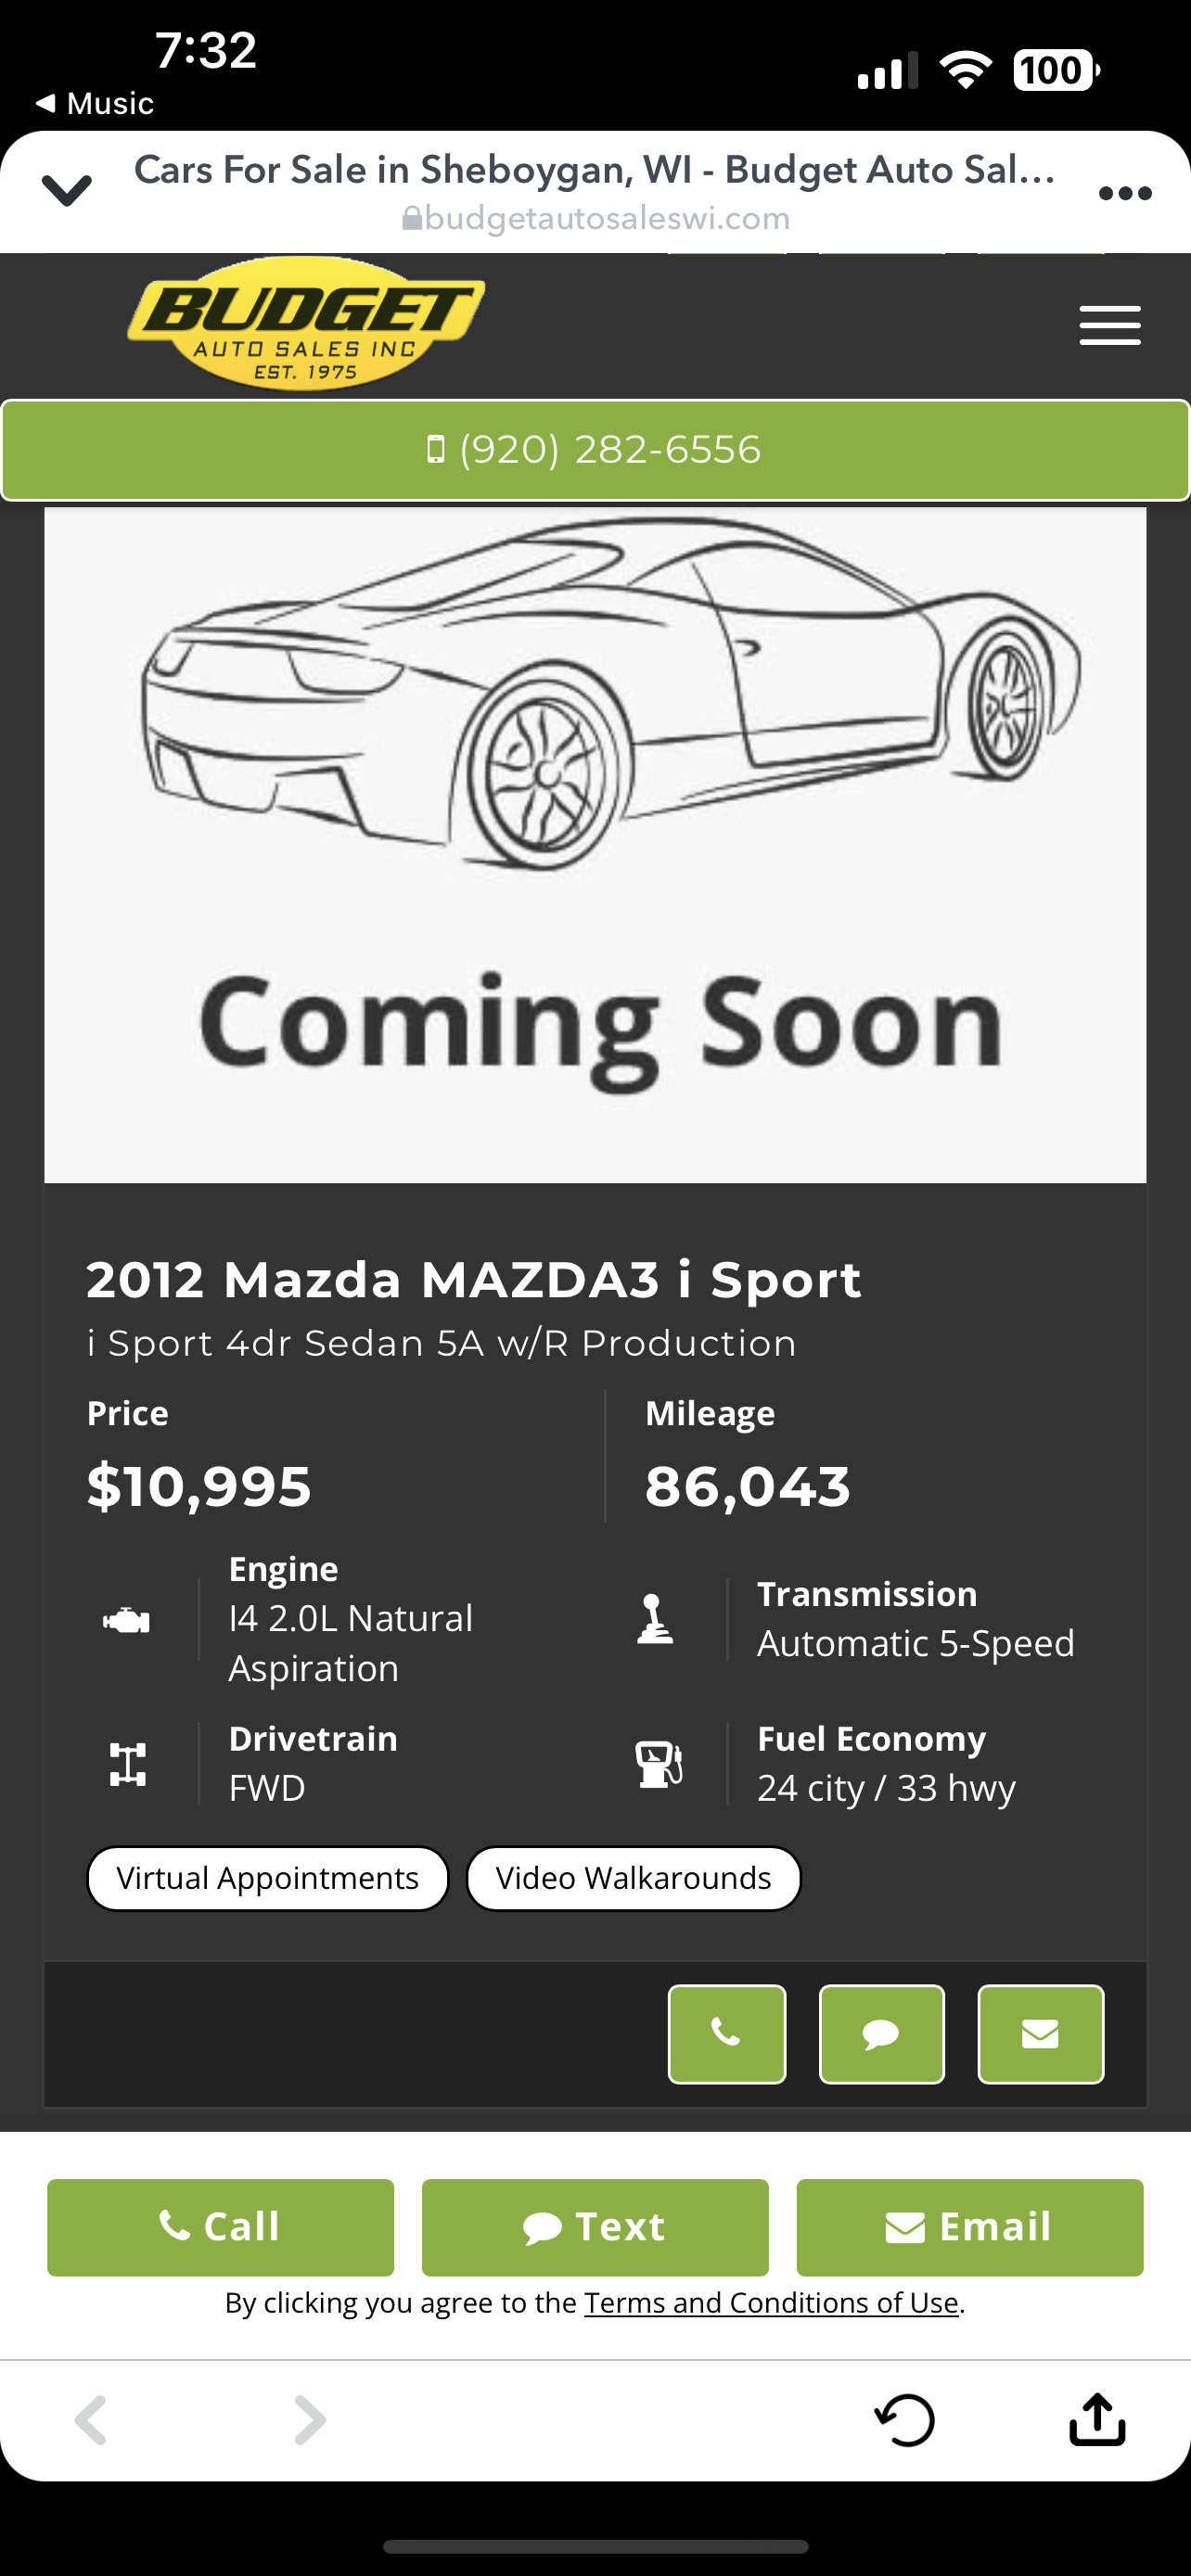 7:32
100
◀ Music
Cars For Sale in Sheboygan, WI - Budget Auto Sal...
budgetautosaleswi.com
BUDGET
AUTO SALES INC
EST. 1975
(920) 282-6556
Coming Soon
2012 Mazda MAZDA3 i Sport
i Sport 4dr Sedan 5A w/R Production
Price
Mileage
$10,995
86,043
Engine
I4 2.0L Natural
Aspiration
Transmission
Automatic 5-Speed
Drivetrain
FWD
Fuel Economy
24 city / 33 hwy
Virtual Appointments
Video Walkarounds
Call
Text
Email
By clicking you agree to the Terms and Conditions of Use.